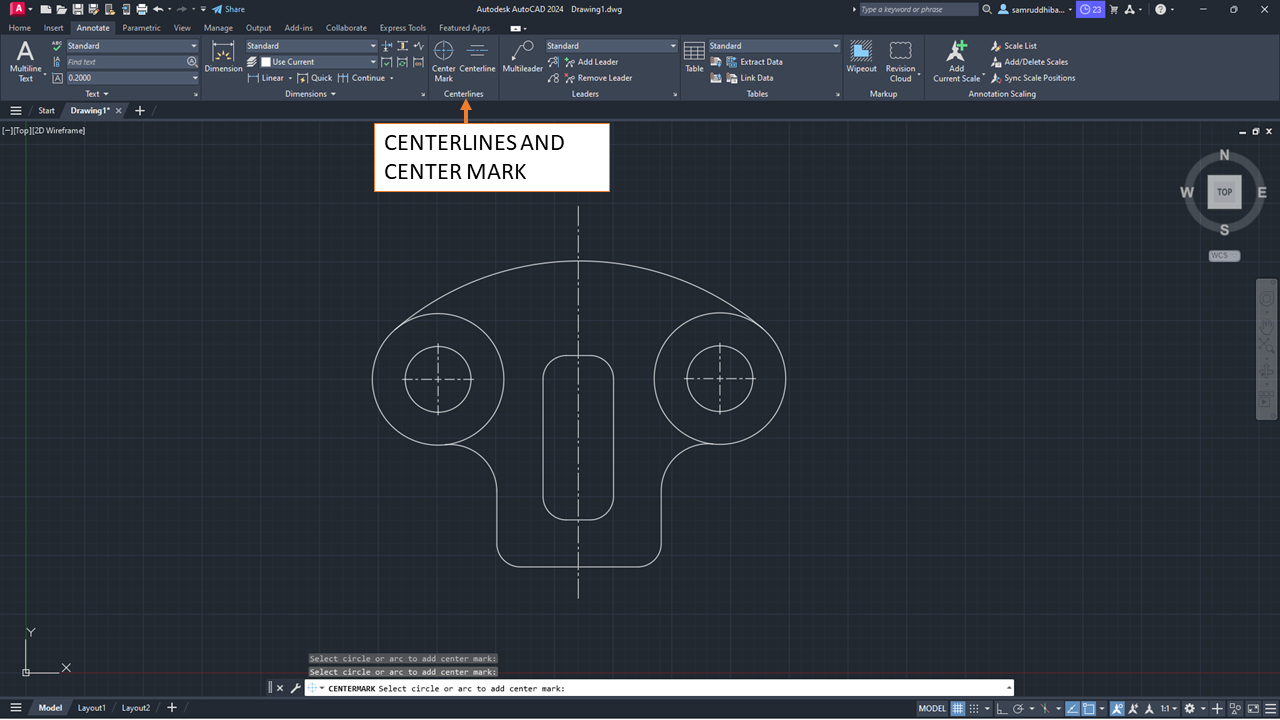 A Share Autodesk AutoCAD 2024 Drawing1.dwg Type a keyword or phrase samruddhiba... 23
Home Insert Annotate Parametric View Manage Output Add-ins Collaborate Express Tools Featured Apps
A Multiline Text ABC Standard Find text 0.2000 Text
Dimension Standard Use Current Linear Quick Continue Dimensions
Center Mark Centerline Centerlines
Multileader Standard Add Leader Remove Leader Leaders
Table Standard Extract Data Link Data Tables
Wipeout Revision Cloud Markup
Add Current Scale Scale List Add/Delete Scales Sync Scale Positions Annotation Scaling
Start Drawing1*
[−][Top][2D Wireframe]
CENTERLINES AND
CENTER MARK
N
W TOP E
S
WCS
Y
X
Select circle or arc to add center mark:
Select circle or arc to add center mark:
CENTERMARK Select circle or arc to add center mark:
Model Layout1 Layout2 MODEL 1:1